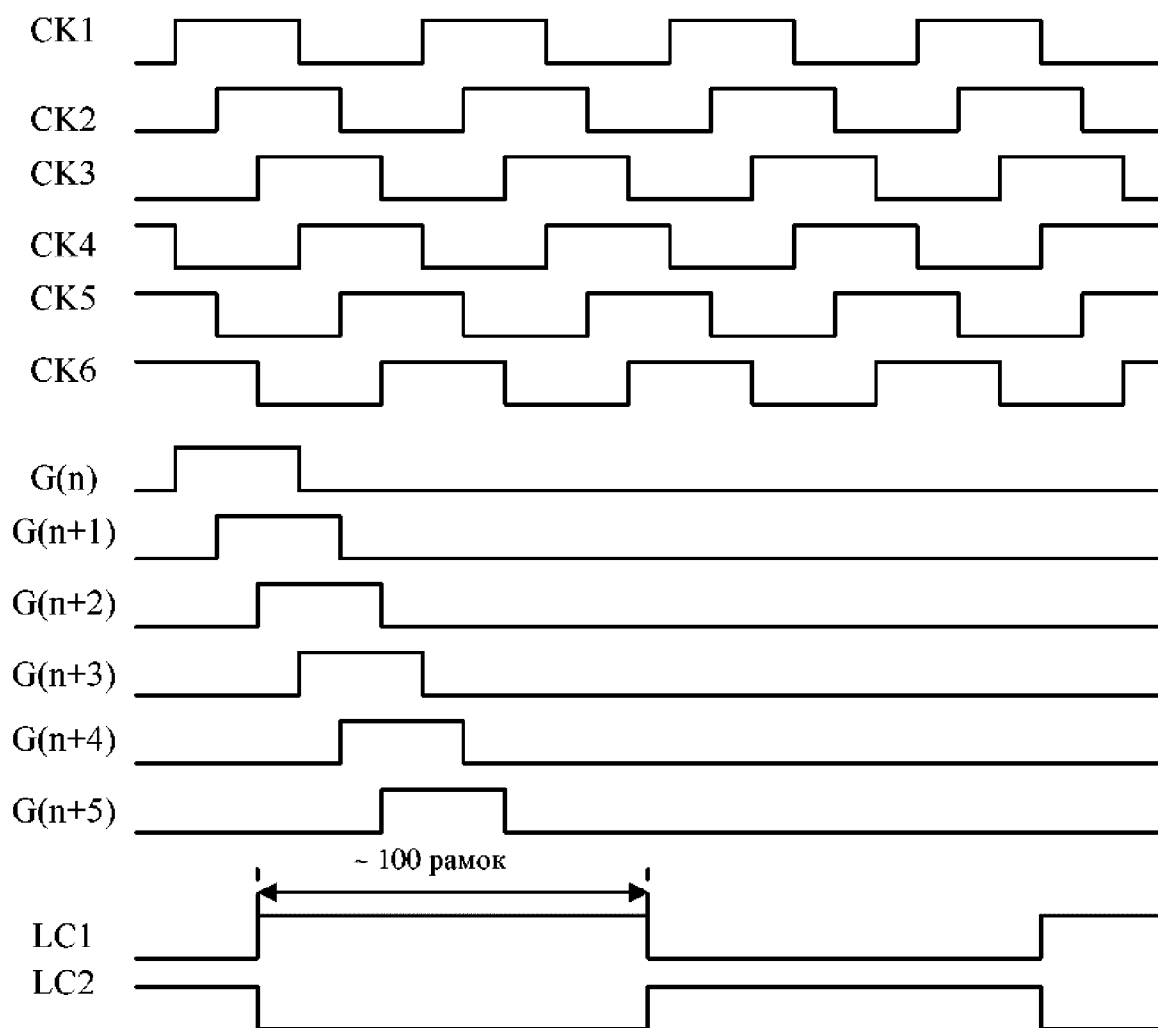 CK1
CK2
CK3
CK4
CK5
CK6
G(n)
G(n+1)
G(n+2)
G(n+3)
G(n+4)
G(n+5)
~ 100 рамок
LC1
LC2